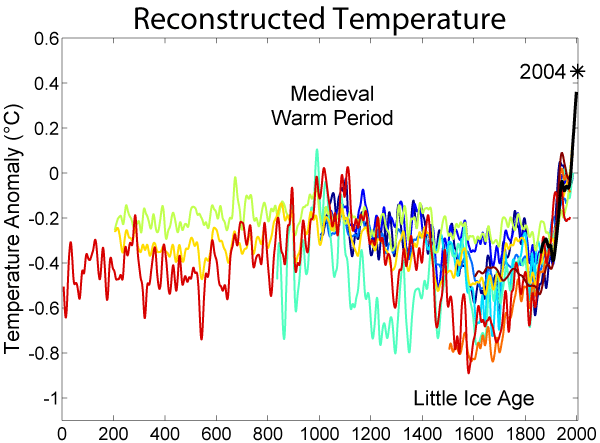 Reconstructed Temperature
0.6
0.4
0.2
0
-0.2
-0.4
-0.6
-0.8
-1
Temperature Anomaly (°C)
2004 *
Medieval
Warm Period
Little Ice Age
0 200 400 600 800 1000 1200 1400 1600 1800 2000